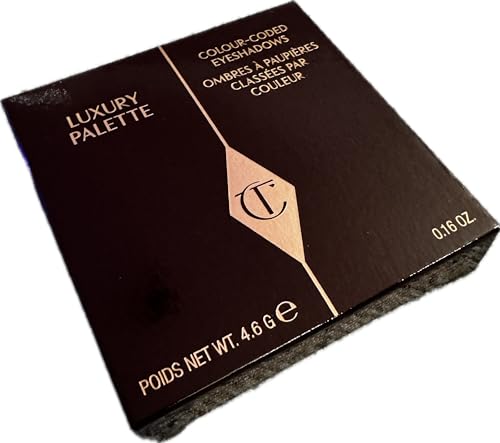 LUXURY
PALETTE
COLOUR-CODED
EYESHADOWS
OMBRES À PAUPIÈRES
CLASSÉES PAR
COULEUR
CT
0.16 OZ.
POIDS NET WT. 4.6 G ℮